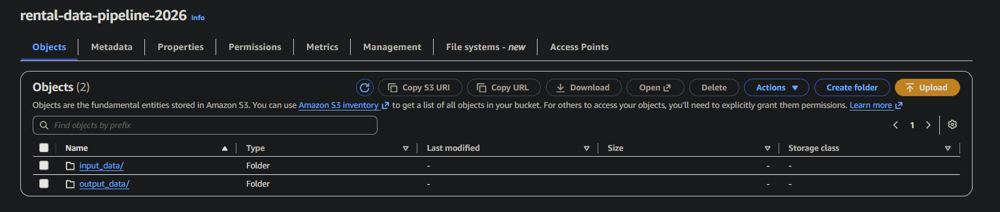 rental-data-pipeline-2026 Info
Objects Metadata Properties Permissions Metrics Management File systems - new Access Points
Objects (2) Copy S3 URI Copy URL Download Open Delete Actions Create folder Upload
Objects are the fundamental entities stored in Amazon S3. You can use Amazon S3 inventory to get a list of all objects in your bucket. For others to access your objects, you'll need to explicitly grant them permissions. Learn more
Find objects by prefix 1
Name Type Last modified Size Storage class
input_data/ Folder - - -
output_data/ Folder - - -